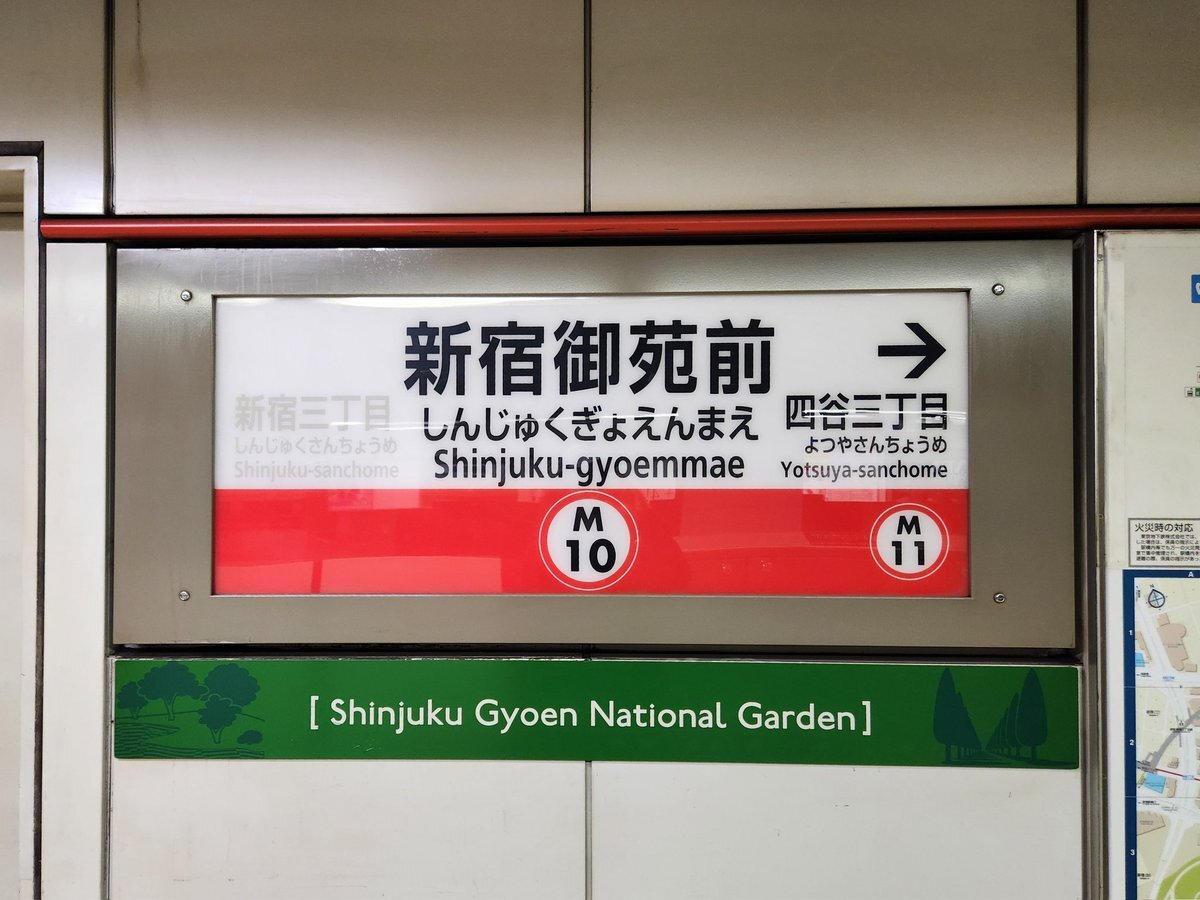 新宿御苑前
しんじゅくぎょえんまえ
Shinjuku-gyoemmae
新宿三丁目
しんじゅくさんちょうめ
Shinjuku-sanchome
→
四谷三丁目
よつやさんちょうめ
Yotsuya-sanchome
M
10
M
11
[ Shinjuku Gyoen National Garden ]
火災時の対応
A
1
2
3